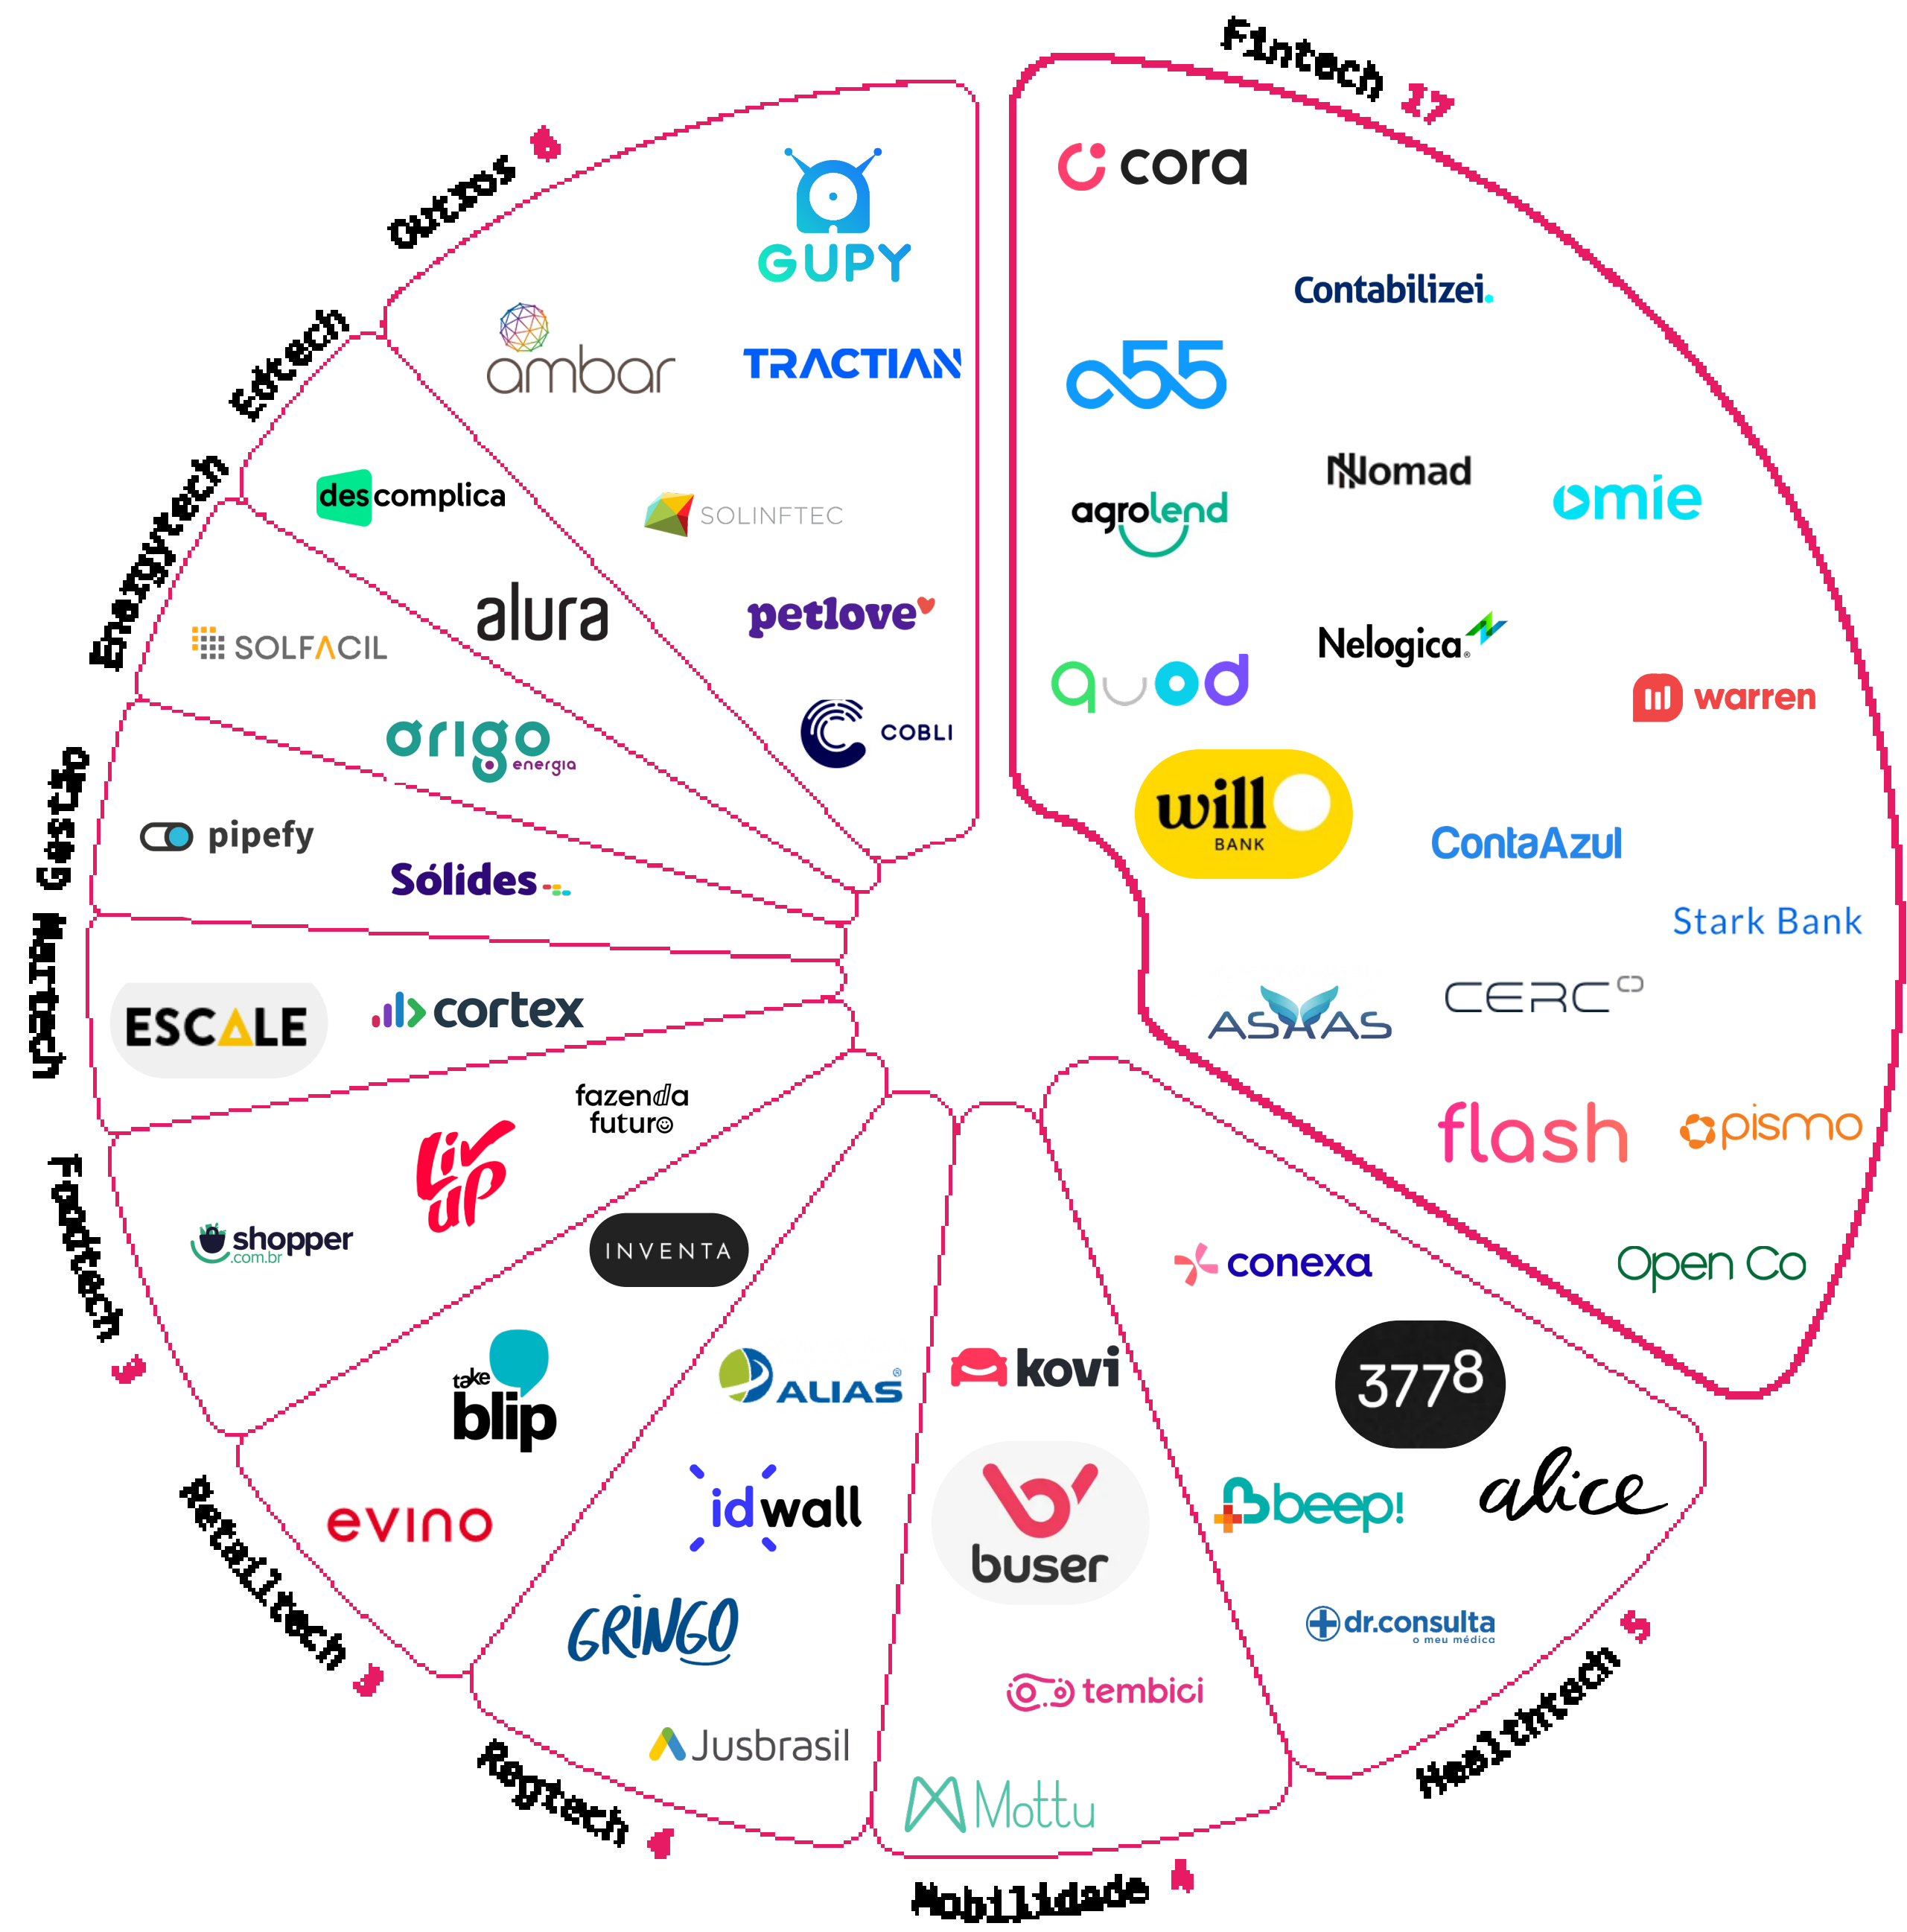 Fintech 17
cora
Contabilizei.
a55
Nomad
omie
agrolend
Nelogica®
quod
warren
will
BANK
ContaAzul
Stark Bank
ASAAS
CERC
flash
pismo
Open Co
Healthtech 5
conexa
3778
beep!
alice
dr.consulta
o meu médico
Mobilidade 4
kovi
buser
tembici
Mottu
Regtech 4
ALIAS®
idwall
GRINGO
Jusbrasil
Retailtech 3
INVENTA
take
blip
evino
Foodtech 3
fazenda
futuro
Liv
up
shopper
.com.br
Martech
ESCALE
cortex
Gestão
pipefy
Sólides
Energytech
SOLFACIL
origo
energia
Edtech
descomplica
alura
Outros 6
GUPY
ambar
TRACTIAN
SOLINFTEC
petlove
COBLI